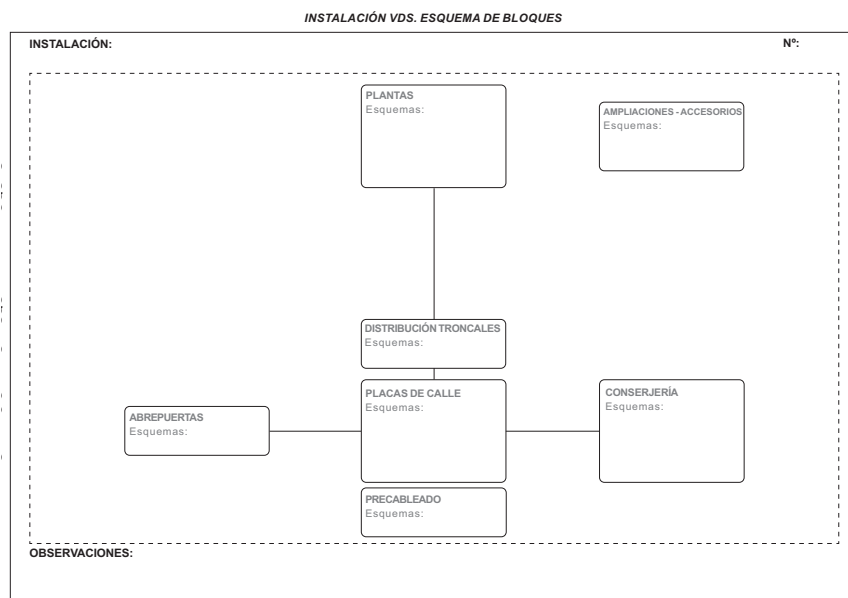 INSTALACIÓN VDS. ESQUEMA DE BLOQUES
INSTALACIÓN:
Nº:
PLANTAS
Esquemas:
AMPLIACIONES - ACCESORIOS
Esquemas:
DISTRIBUCIÓN TRONCALES
Esquemas:
PLACAS DE CALLE
Esquemas:
CONSERJERÍA
Esquemas:
ABREPUERTAS
Esquemas:
PRECABLEADO
Esquemas:
OBSERVACIONES: